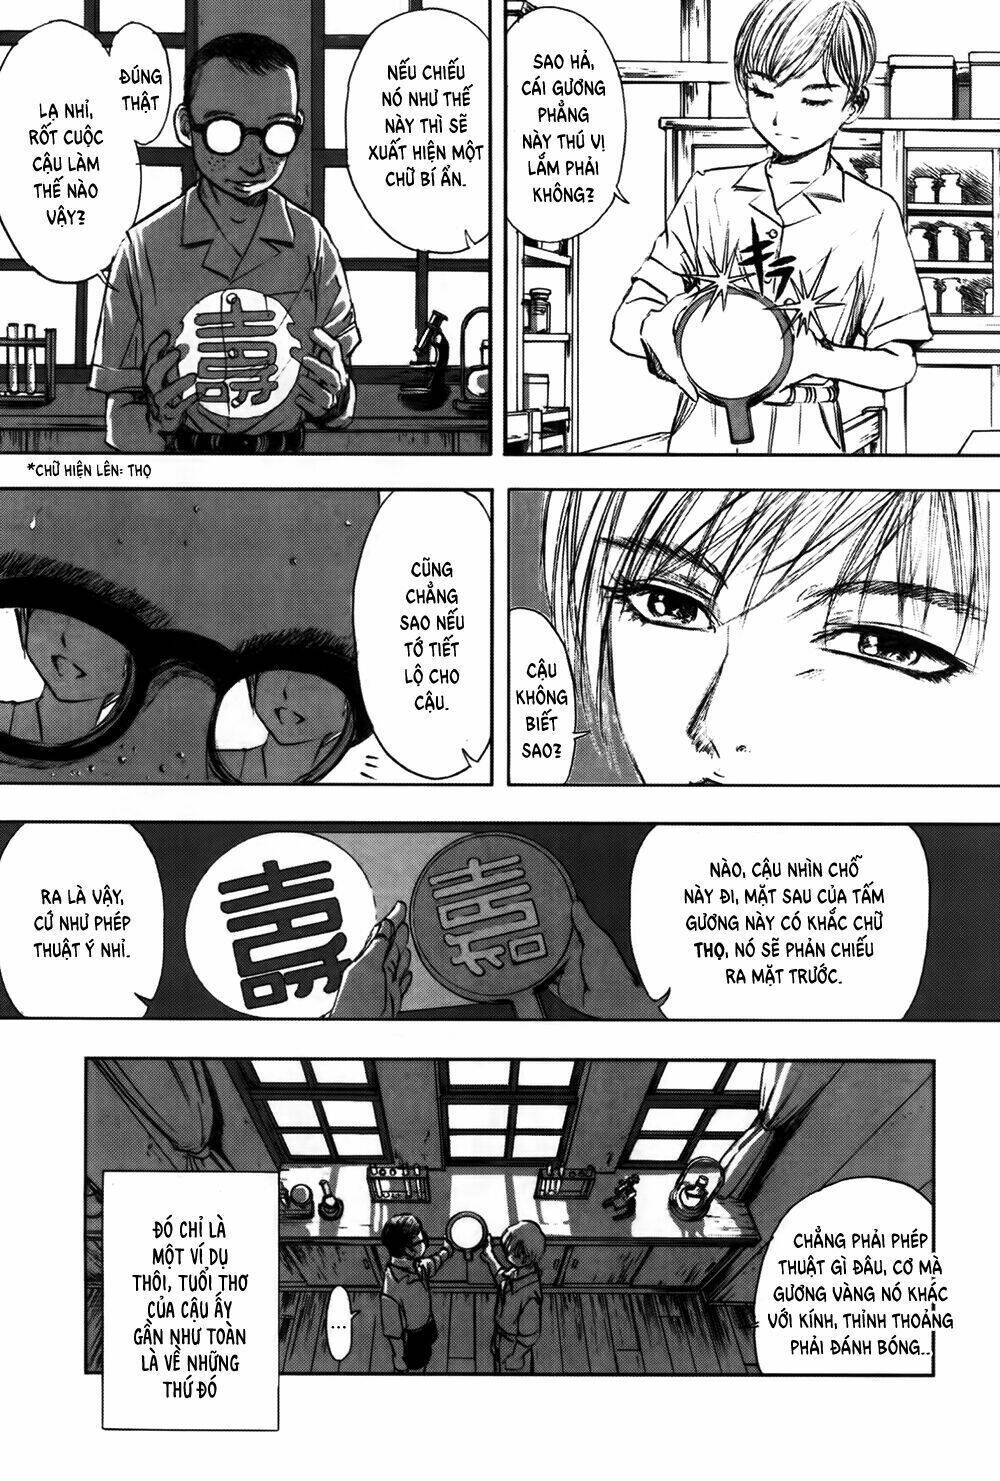 SAO HẢ,
CÁI GƯƠNG
PHẲNG
NÀY THÚ VỊ
LẮM PHẢI
KHÔNG?
キラ
NẾU CHIẾU
NÓ NHƯ THẾ
NÀY THÌ SẼ
XUẤT HIỆN MỘT
CHỮ BÍ ẨN.
ĐÚNG
THẬT
LẠ NHỈ,
RỐT CUỘC
CẬU LÀM
THẾ NÀO
VẬY?
壽
*CHỮ HIỆN LÊN: THỌ
CẬU
KHÔNG
BIẾT
SAO?
CŨNG
CHẲNG
SAO NẾU
TỚ TIẾT
LỘ CHO
CẬU.
NÀO, CẬU NHÌN CHỖ
NÀY ĐI, MẶT SAU CỦA TẤM
GƯƠNG NÀY CÓ KHẮC CHỮ
THỌ, NÓ SẼ PHẢN CHIẾU
RA MẶT TRƯỚC.
壽
壽
RA LÀ VẬY,
CỨ NHƯ PHÉP
THUẬT Ý NHỈ.
CHẲNG PHẢI PHÉP
THUẬT GÌ ĐÂU, CƠ MÀ
GƯƠNG VÀNG NÓ KHÁC
VỚI KÍNH, THỈNH THOẢNG
PHẢI ĐÁNH BÓNG..
...
ĐÓ CHỈ LÀ
MỘT VÍ DỤ
THÔI, TUỔI THƠ
CỦA CẬU ẤY
GẦN NHƯ TOÀN
LÀ VỀ NHỮNG
THỨ ĐÓ